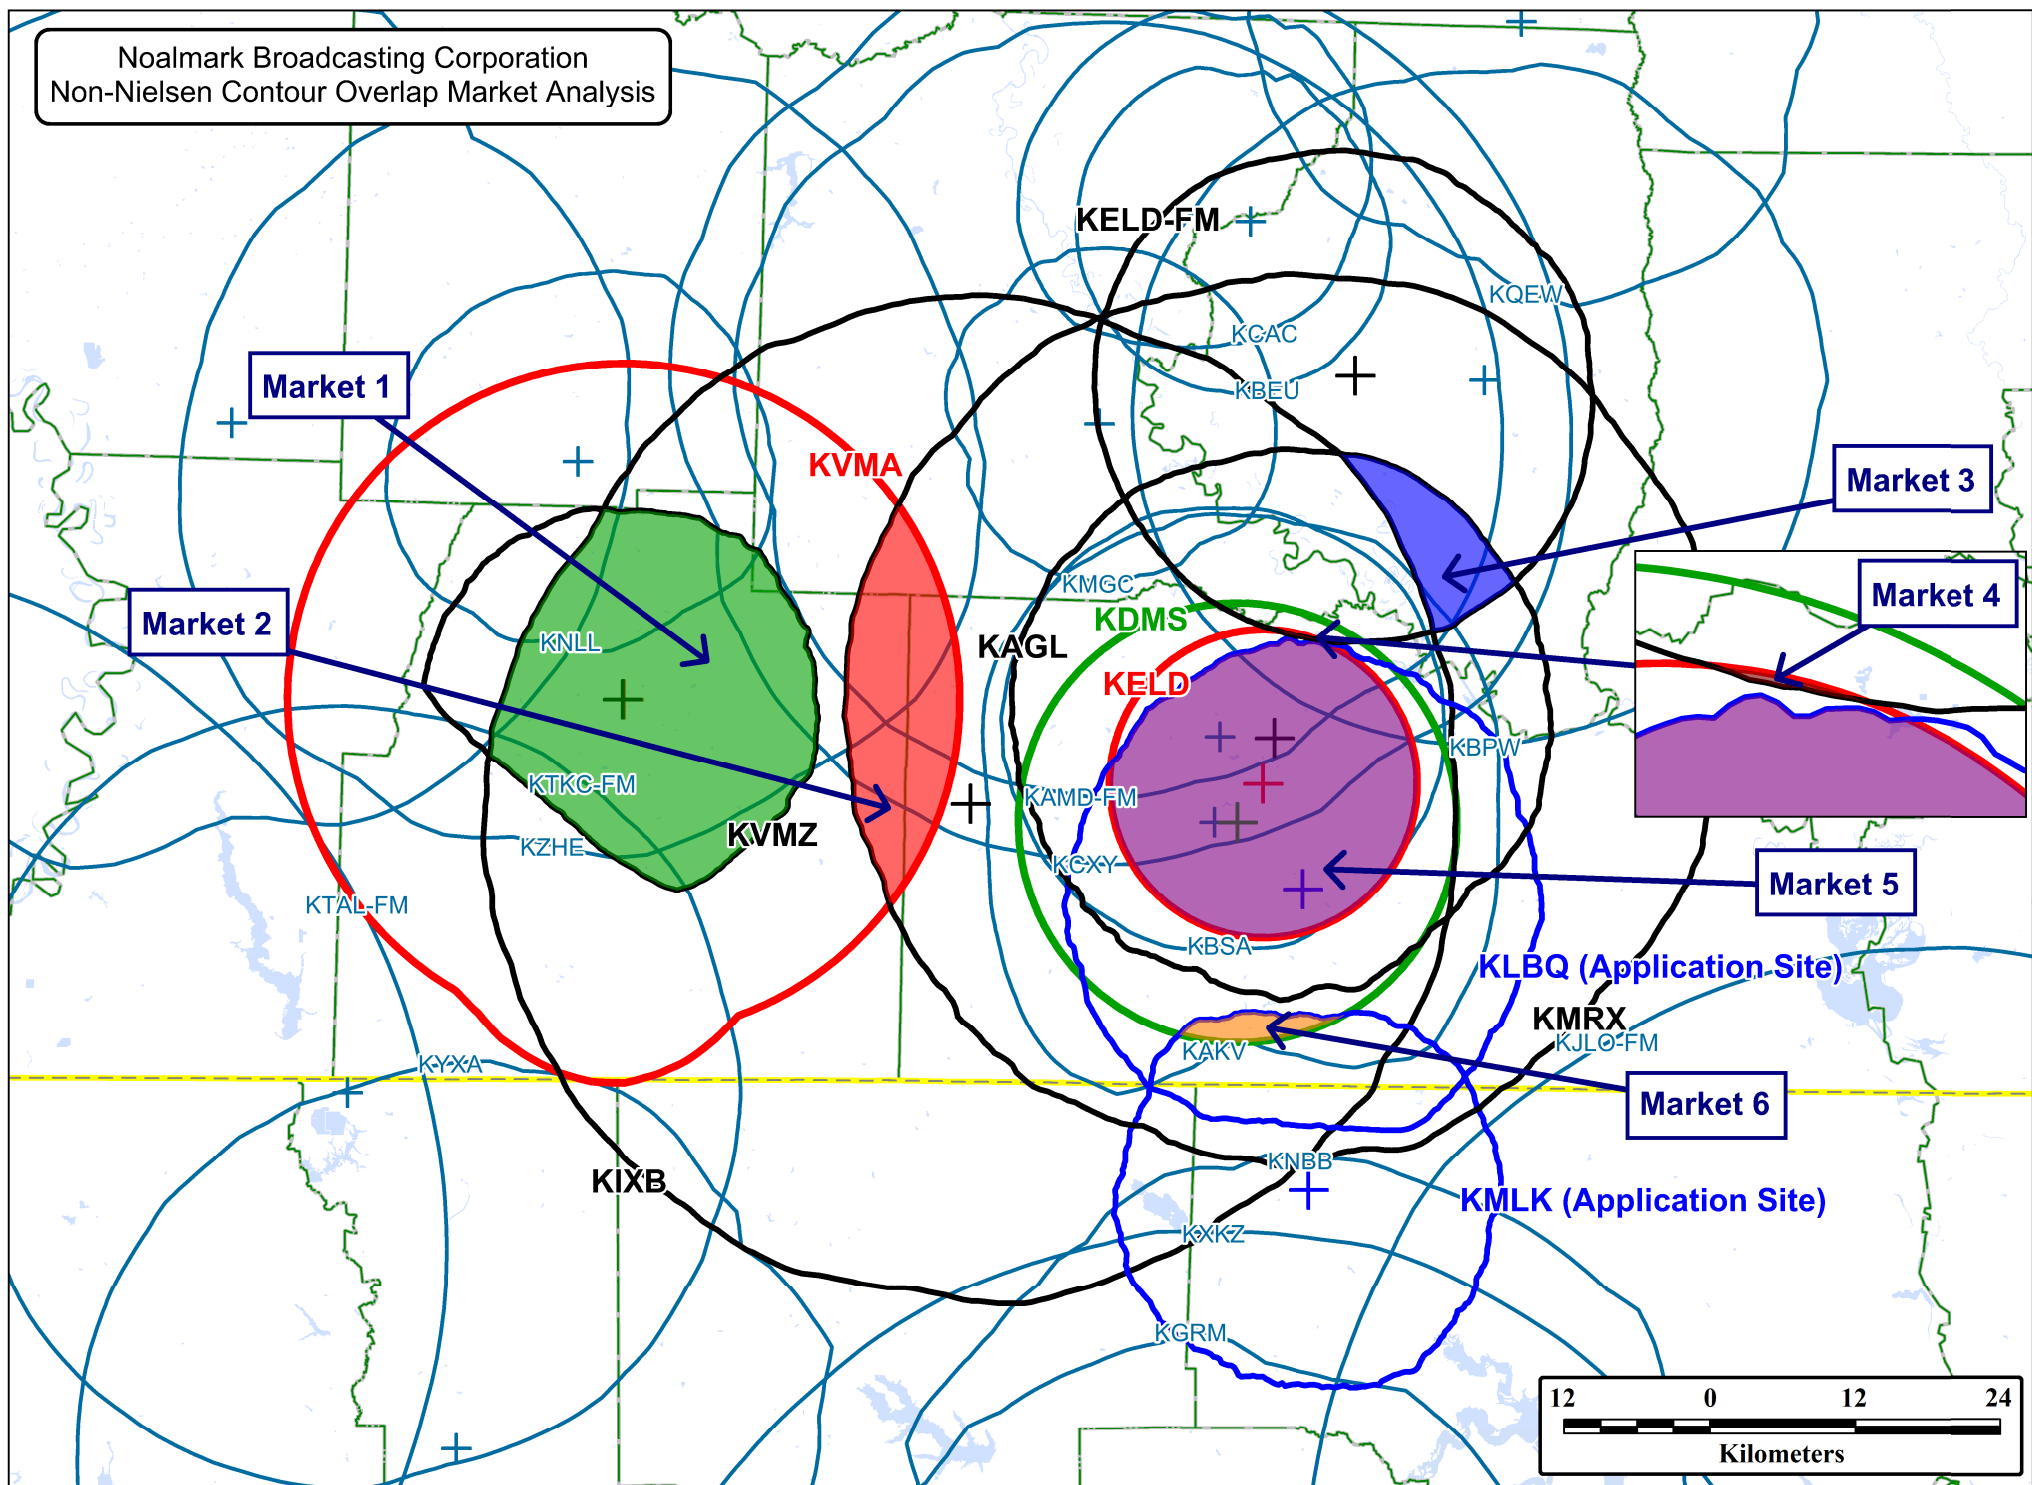 Noalmark Broadcasting Corporation
Non-Nielsen Contour Overlap Market Analysis
KELD-FM
KQEW
KCAC
Market 1
KBEU
KVMA
Market 3
KMGC
Market 4
KDMS
Market 2
KNLL
KAGL
KELD
KBPW
KTKC-FM
KAMD-FM
KVMZ
KZHE
KCXY
Market 5
KTAL-FM
KBSA
KLBQ (Application Site)
KMRX
KJLO-FM
KAKV
KYXA
Market 6
KNBB
KIXB
KMLK (Application Site)
KXKZ
KGRM
12 0 12 24
Kilometers